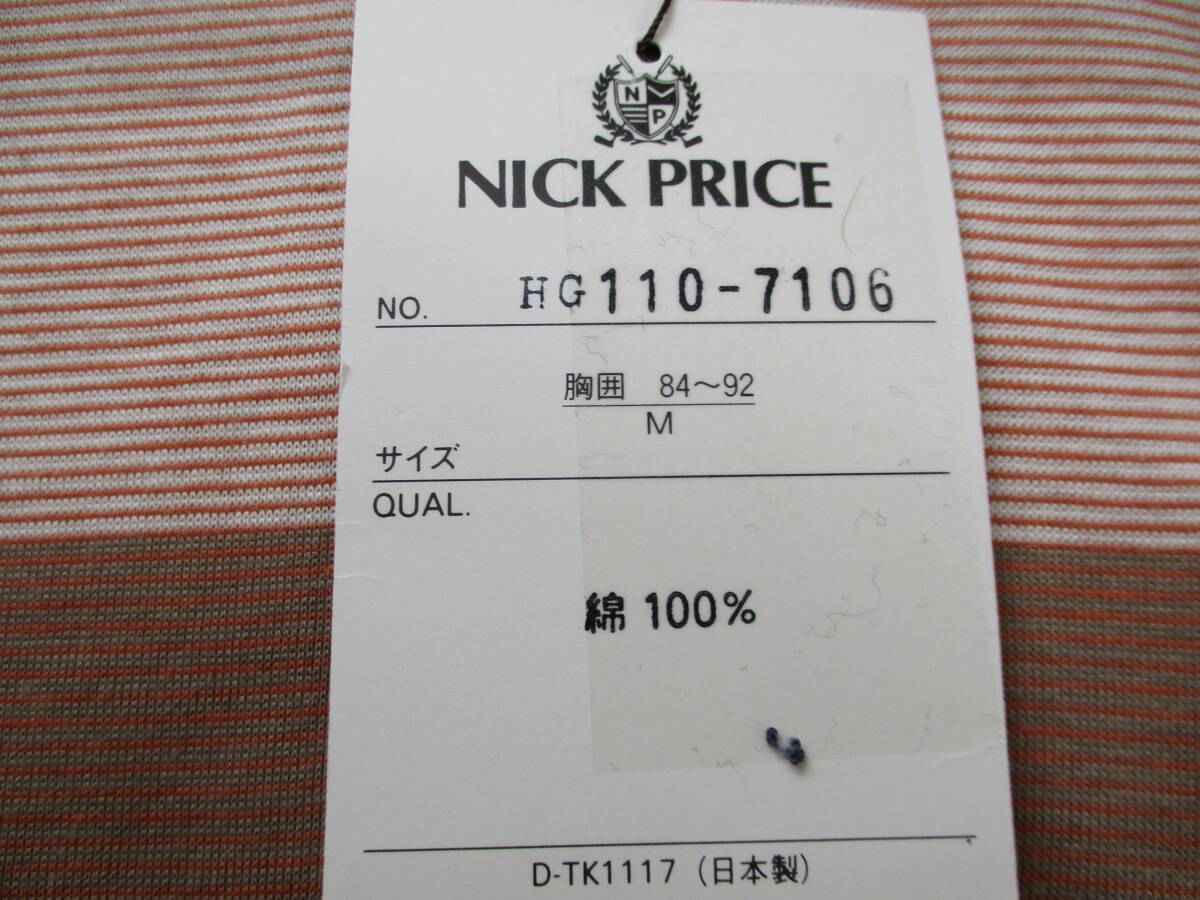 N
P
NICK PRICE
NO. HG110-7106
胸囲 84～92
M
サイズ
QUAL.
綿 100%
D-TK1117 (日本製)